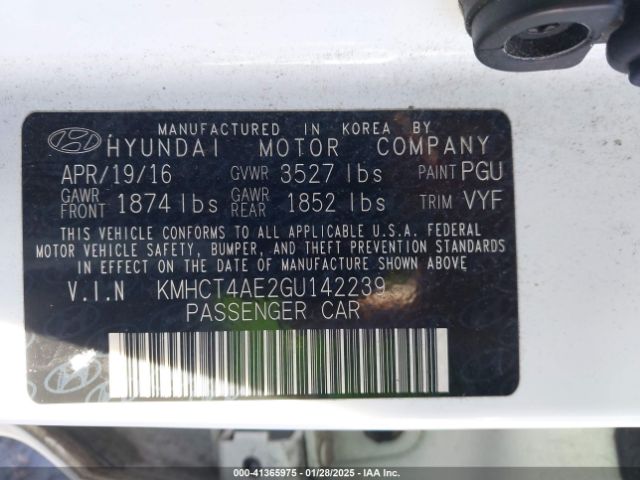 MANUFACTURED IN KOREA BY
HYUNDAI MOTOR COMPANY
APR/19/16 GVWR 3527 lbs PAINT PGU
GAWR FRONT 1874 lbs GAWR REAR 1852 lbs TRIM VYF
THIS VEHICLE CONFORMS TO ALL APPLICABLE U.S.A. FEDERAL
MOTOR VEHICLE SAFETY, BUMPER, AND THEFT PREVENTION STANDARDS
IN EFFECT ON THE DATE OF MANUFACTURE SHOWN ABOVE.
V.I.N KMHCT4AE2GU142239
PASSENGER CAR
000-41365975 | 01/28/2025 | IAA Inc.